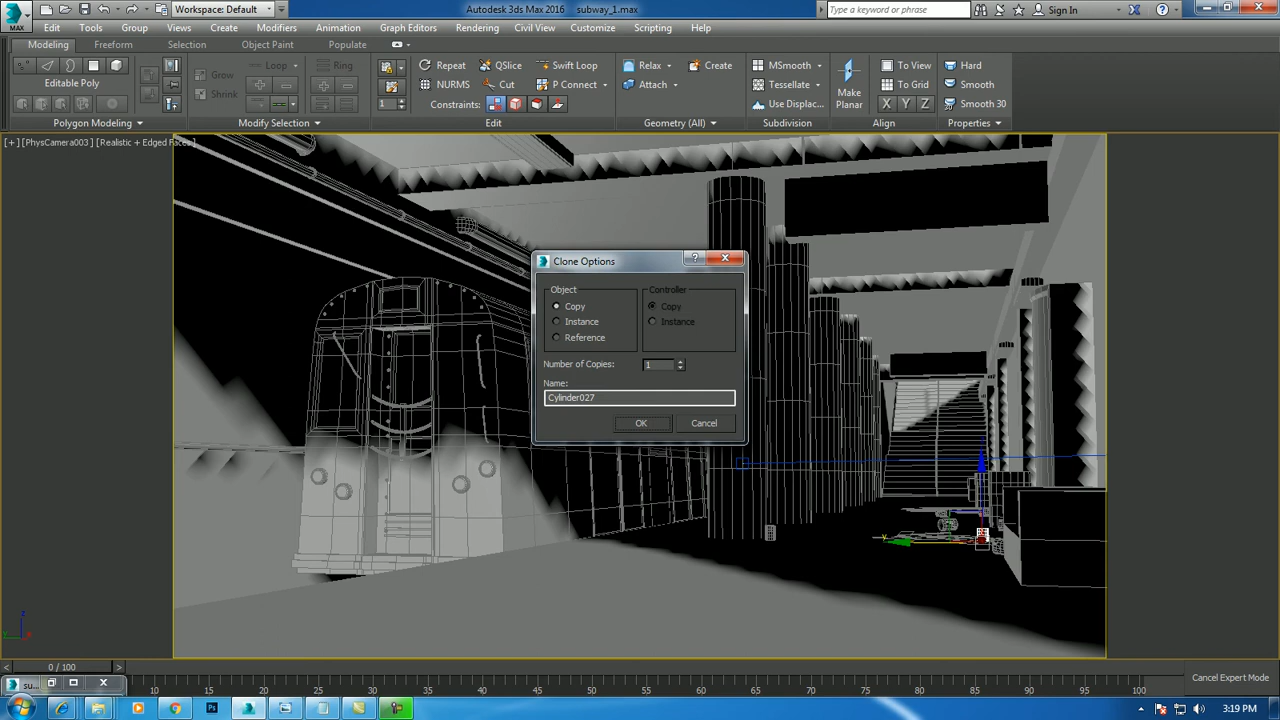 MAX
Workspace: Default
Autodesk 3ds Max 2016
subway_1.max
Type a keyword or phrase
Sign In
Edit Tools Group Views Create Modifiers Animation Graph Editors Rendering Civil View Customize Scripting Help
Modeling Freeform Selection Object Paint Populate
Loop Ring Repeat QSlice Swift Loop Relax Create MSmooth To View Hard
Editable Poly Grow NURMS Cut P Connect Attach Tessellate Make Planar To Grid Smooth
Shrink 1 Constraints: Use Displac... X Y Z Smooth 30
Polygon Modeling Modify Selection Edit Geometry (All) Subdivision Align Properties
[+] [PhysCamera003] [Realistic + Edged Faces]
Clone Options
Object Controller
Copy Copy
Instance Instance
Reference
Number of Copies: 1
Name:
Cylinder027
OK Cancel
y
z
y x
0 / 100
su...
10 15 20 25 30 35 40 45 50 55 60 65 70 75 80 85 90 95 100
Cancel Expert Mode
Ps
3:19 PM